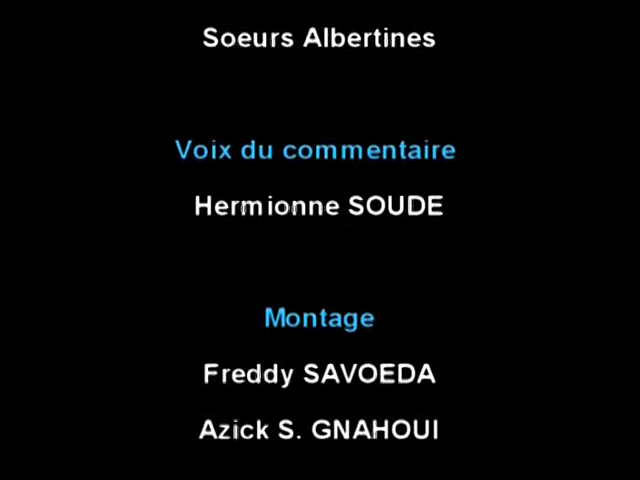 Soeurs Albertines
Voix du commentaire
Hermionne SOUDE
Montage
Freddy SAVOEDA
Azick S. GNAHOUI